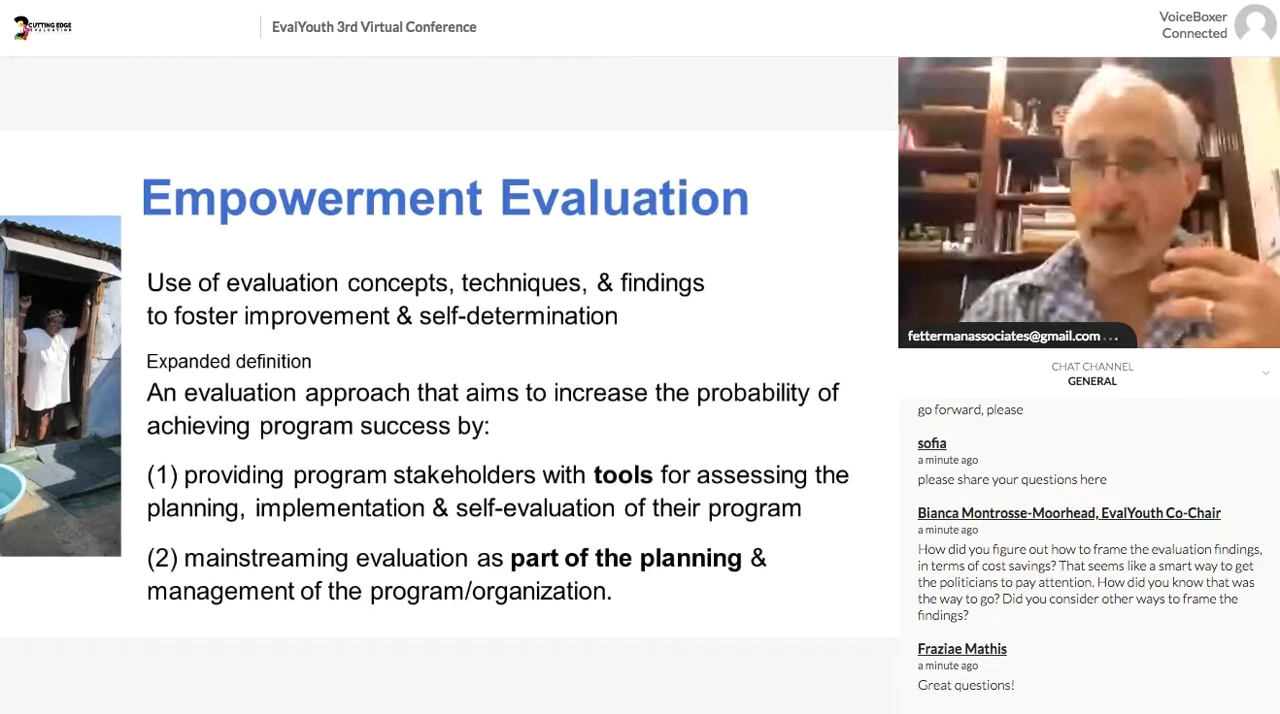 CUTTING EDGE
EVALUATION
EvalYouth 3rd Virtual Conference
VoiceBoxer
Connected
Empowerment Evaluation
Use of evaluation concepts, techniques, & findings
to foster improvement & self-determination
Expanded definition
An evaluation approach that aims to increase the probability of
achieving program success by:
(1) providing program stakeholders with tools for assessing the
planning, implementation & self-evaluation of their program
(2) mainstreaming evaluation as part of the planning &
management of the program/organization.
fettermanassociates@gmail.com ...
CHAT CHANNEL
GENERAL
go forward, please
sofia
a minute ago
please share your questions here
Bianca Montrosse-Moorhead, EvalYouth Co-Chair
a minute ago
How did you figure out how to frame the evaluation findings,
in terms of cost savings? That seems like a smart way to get
the politicians to pay attention. How did you know that was
the way to go? Did you consider other ways to frame the
findings?
Fraziae Mathis
a minute ago
Great questions!